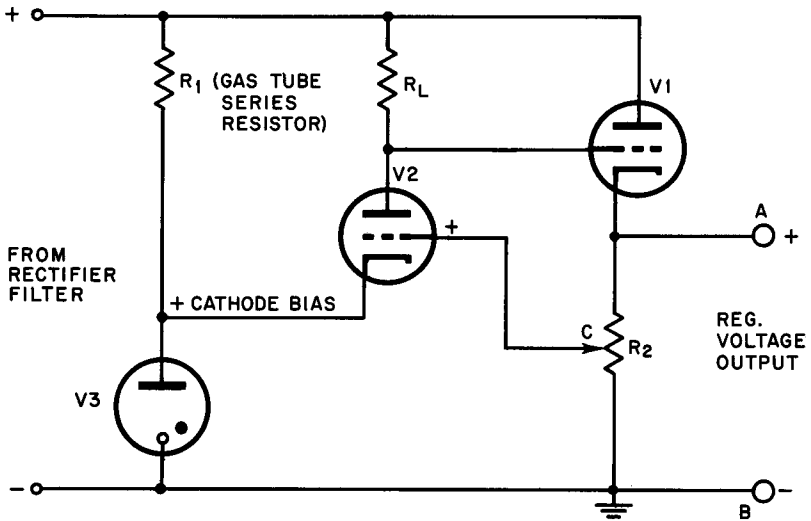 +
R1 (GAS TUBE
SERIES
RESISTOR)
RL
V1
V2
A
+
+
FROM
RECTIFIER
FILTER
+ CATHODE BIAS
C
R2
REG.
VOLTAGE
OUTPUT
V3
-
B
-